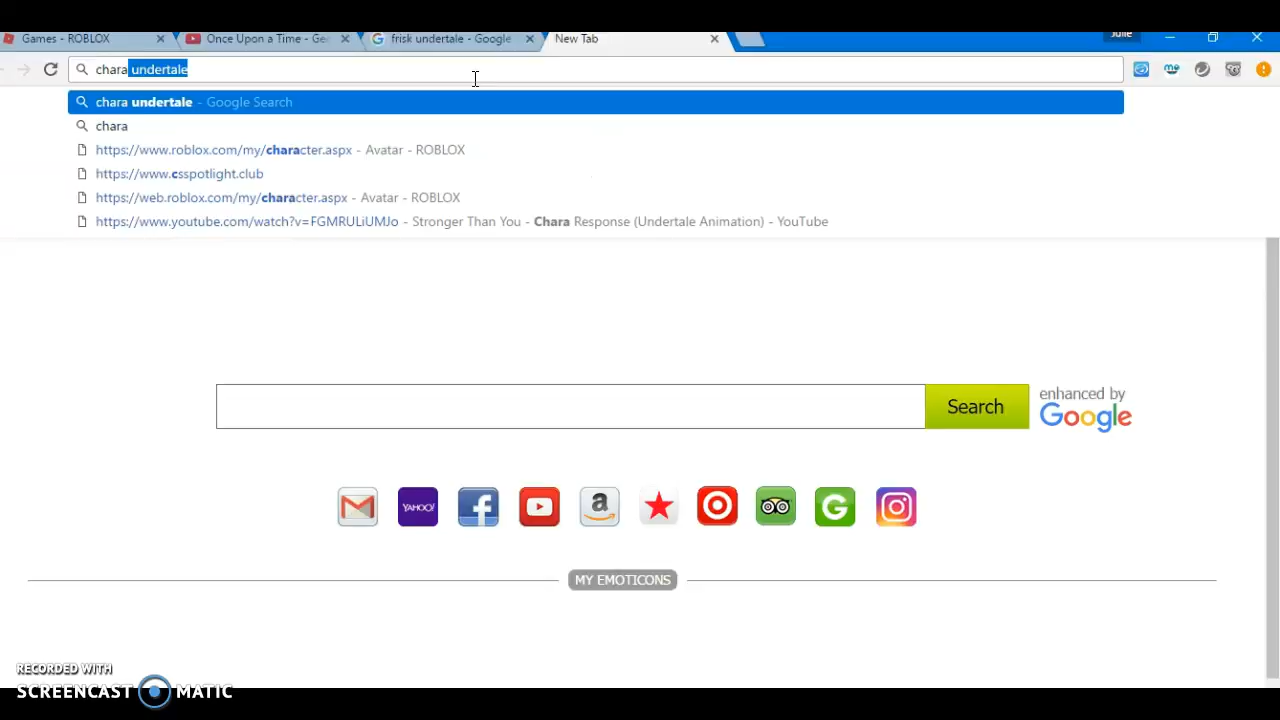 Games - ROBLOX
Once Upon a Time - Ge
frisk undertale - Google
New Tab
Julie
chara undertale
chara undertale - Google Search
chara
https://www.roblox.com/my/character.aspx - Avatar - ROBLOX
https://www.csspotlight.club
https://web.roblox.com/my/character.aspx - Avatar - ROBLOX
https://www.youtube.com/watch?v=FGMRULiUMJo - Stronger Than You - Chara Response (Undertale Animation) - YouTube
Search
enhanced by
Google
YAHOO!
MY EMOTICONS
RECORDED WITH
SCREENCAST MATIC